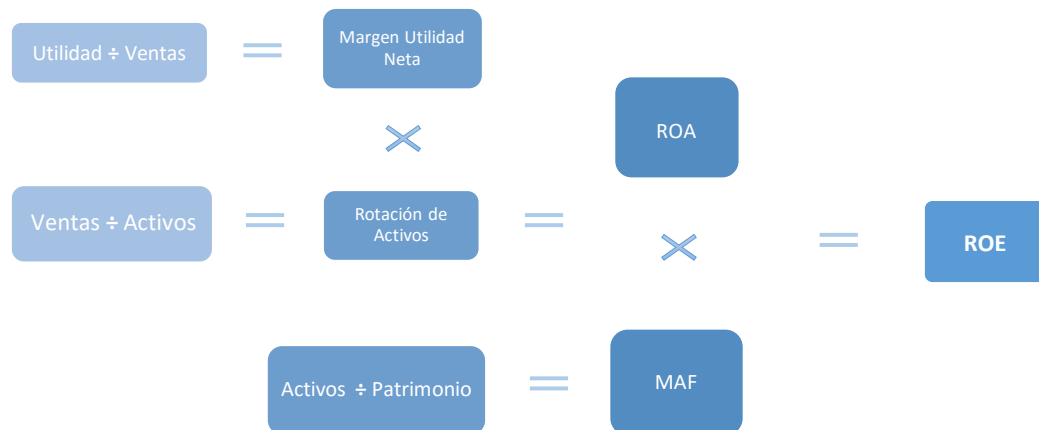 Utilidad ÷ Ventas
Margen Utilidad
Neta
ROA
Ventas ÷ Activos
Rotación de
Activos
ROE
Activos ÷ Patrimonio
MAF